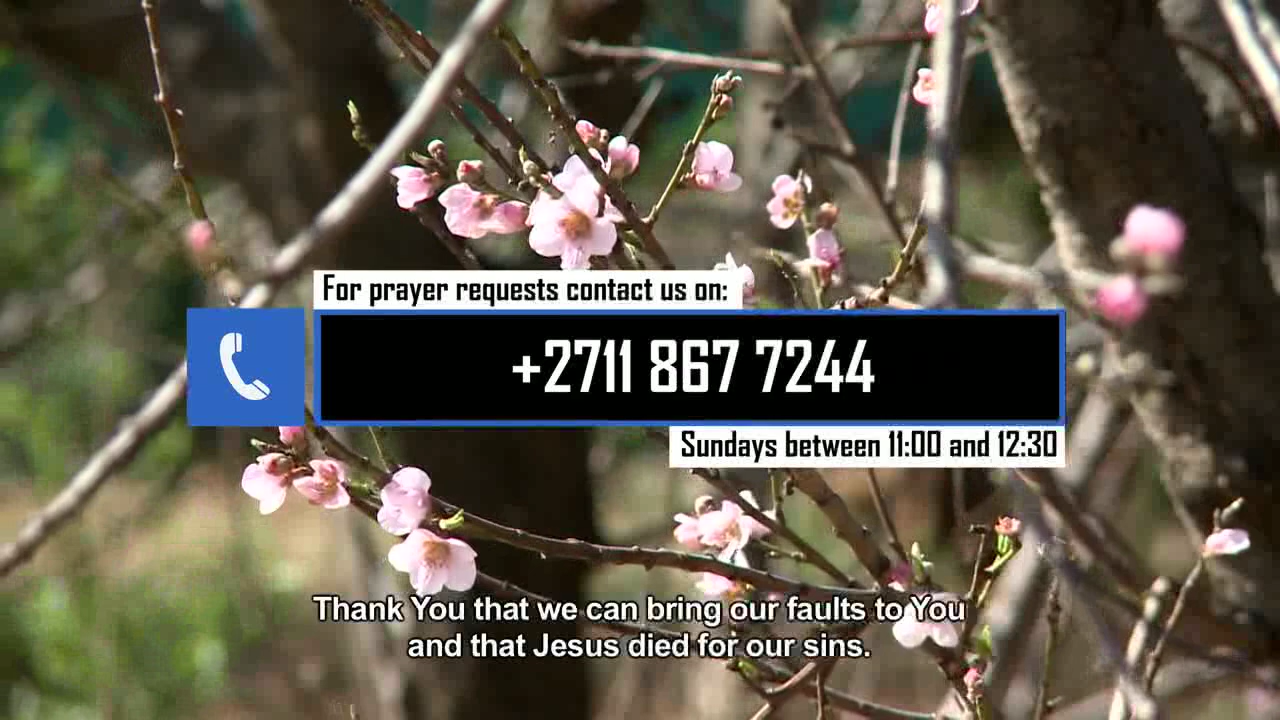 For prayer requests contact us on:
+2711 867 7244
Sundays between 11:00 and 12:30
Thank You that we can bring our faults to You
and that Jesus died for our sins.